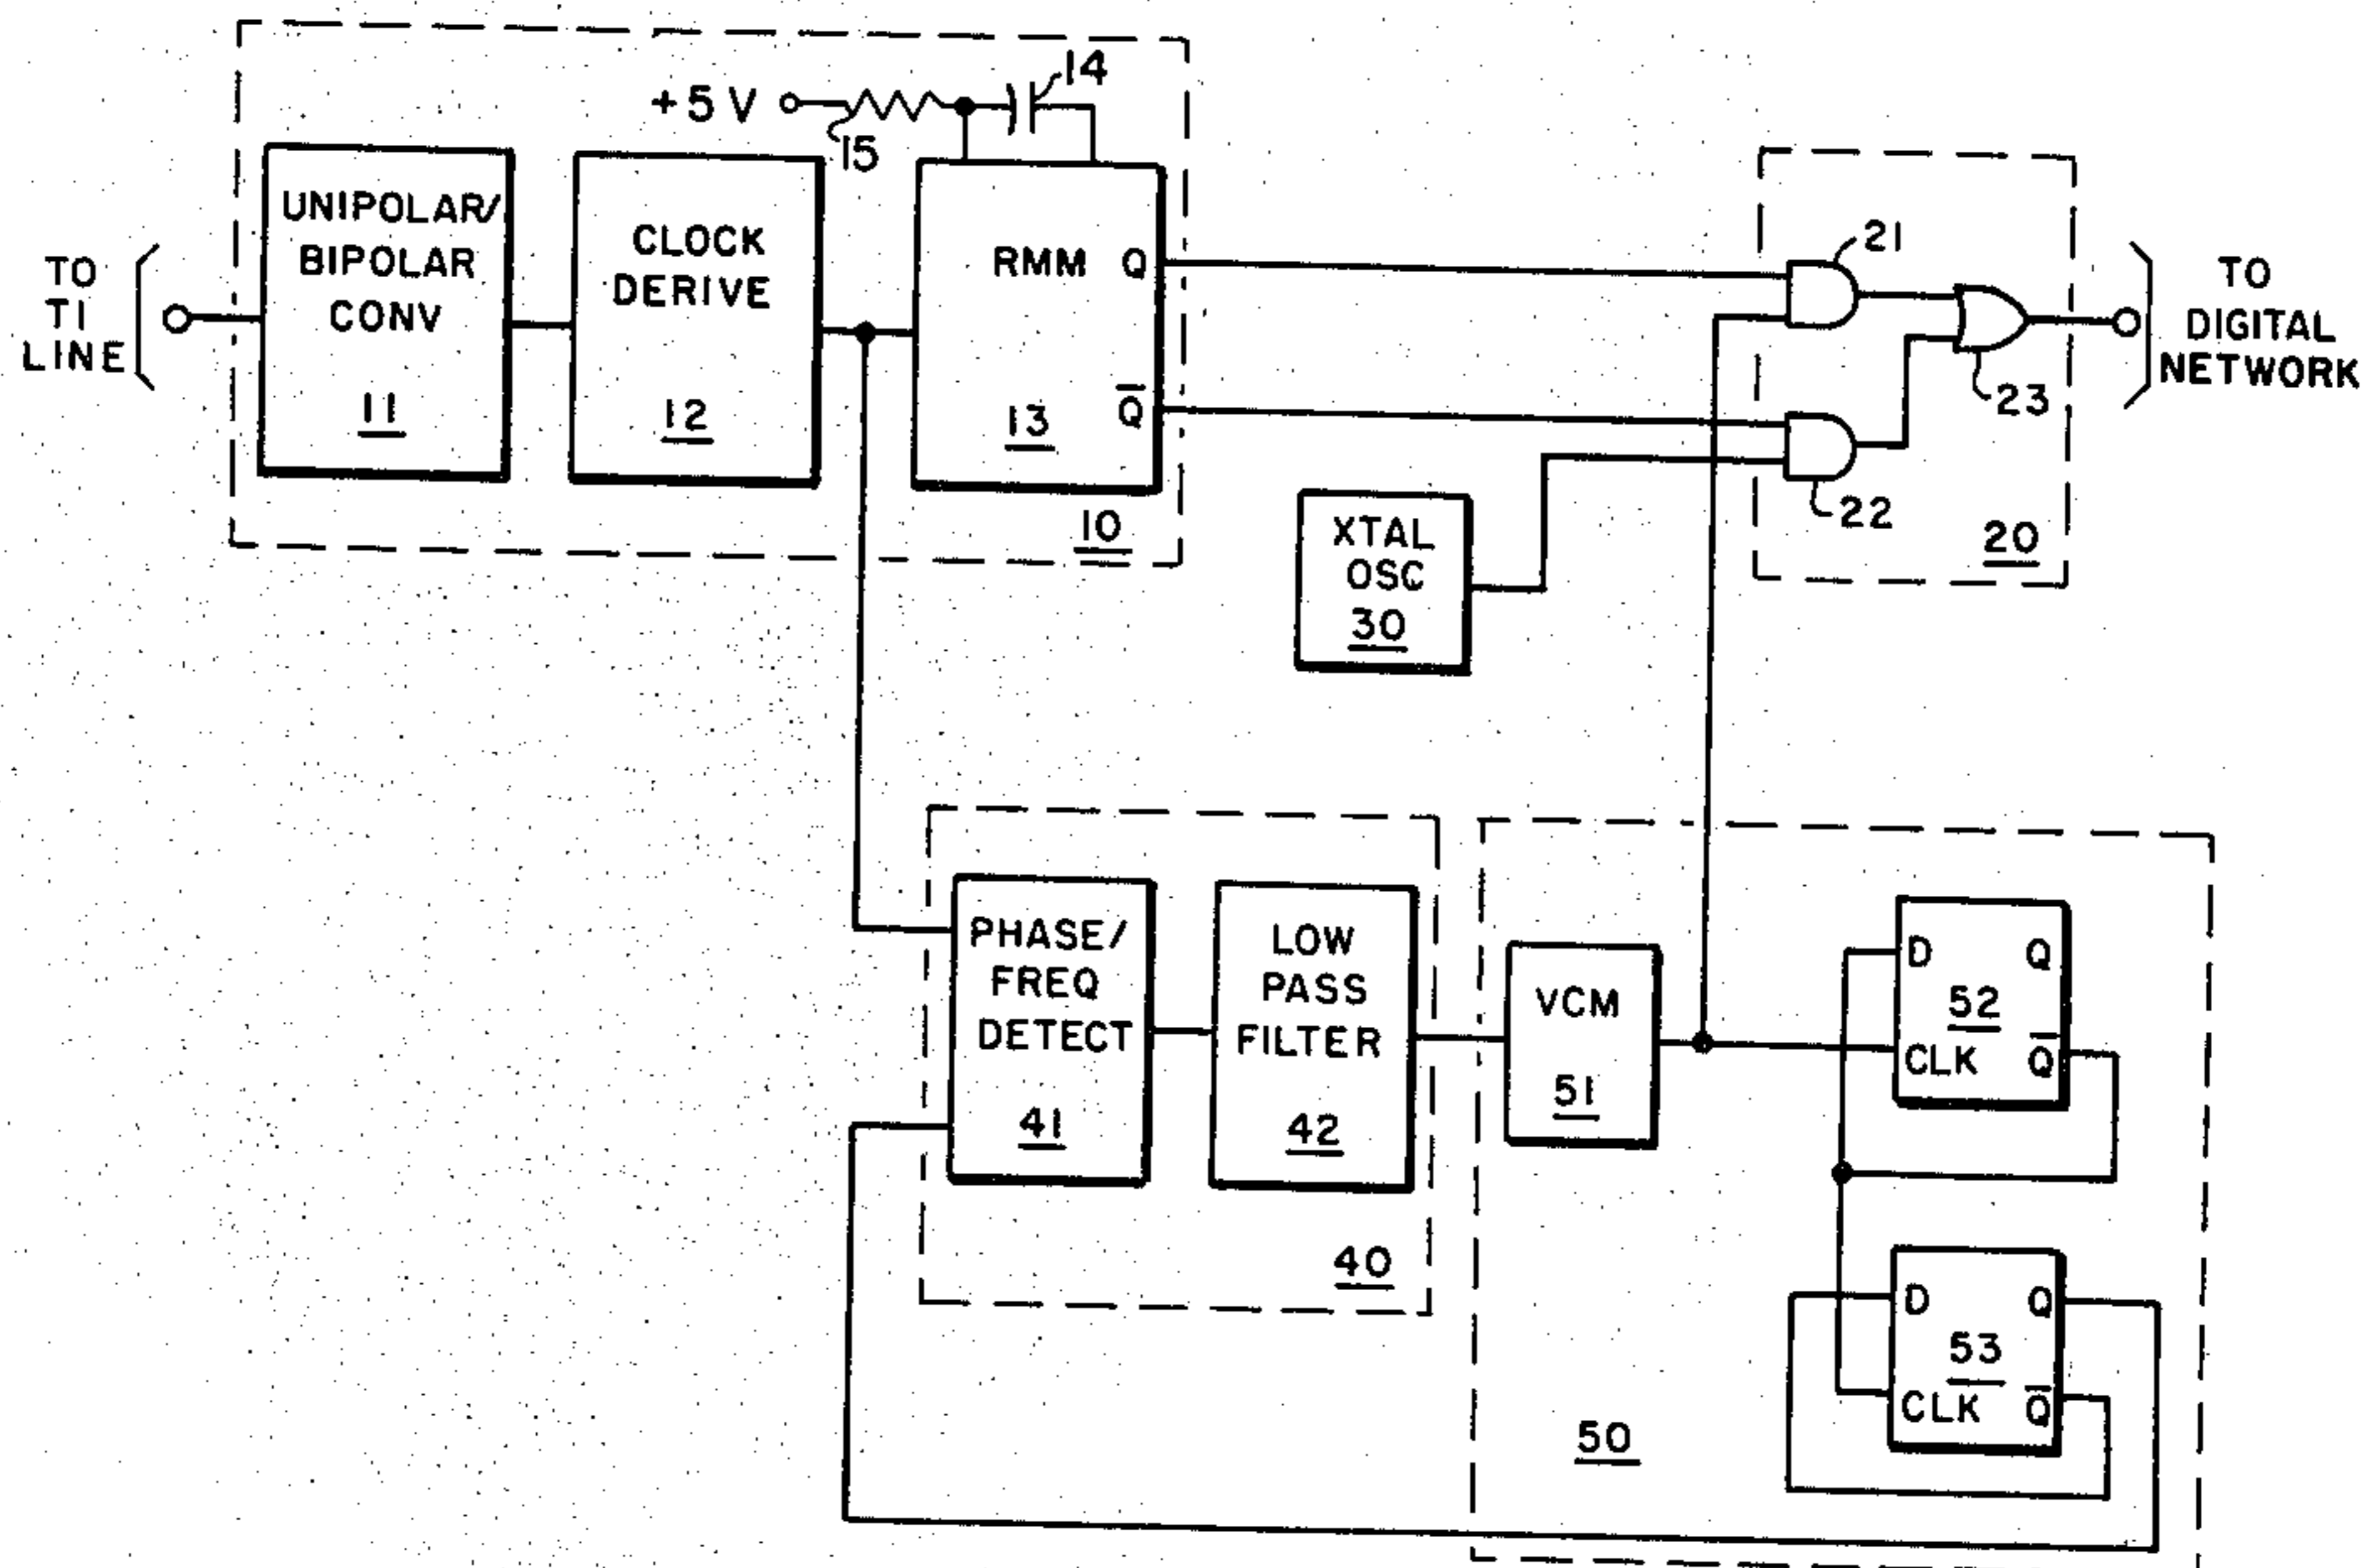 +5 V
14
15
UNIPOLAR/
BIPOLAR
CONV
11
CLOCK
DERIVE
12
RMM
Q
Q̅
13
10
TO
T1
LINE
21
22
23
20
TO
DIGITAL
NETWORK
XTAL
OSC
30
PHASE/
FREQ
DETECT
41
LOW
PASS
FILTER
42
40
VCM
51
D
Q
52
CLK
Q̅
D
Q
53
CLK
Q̅
50